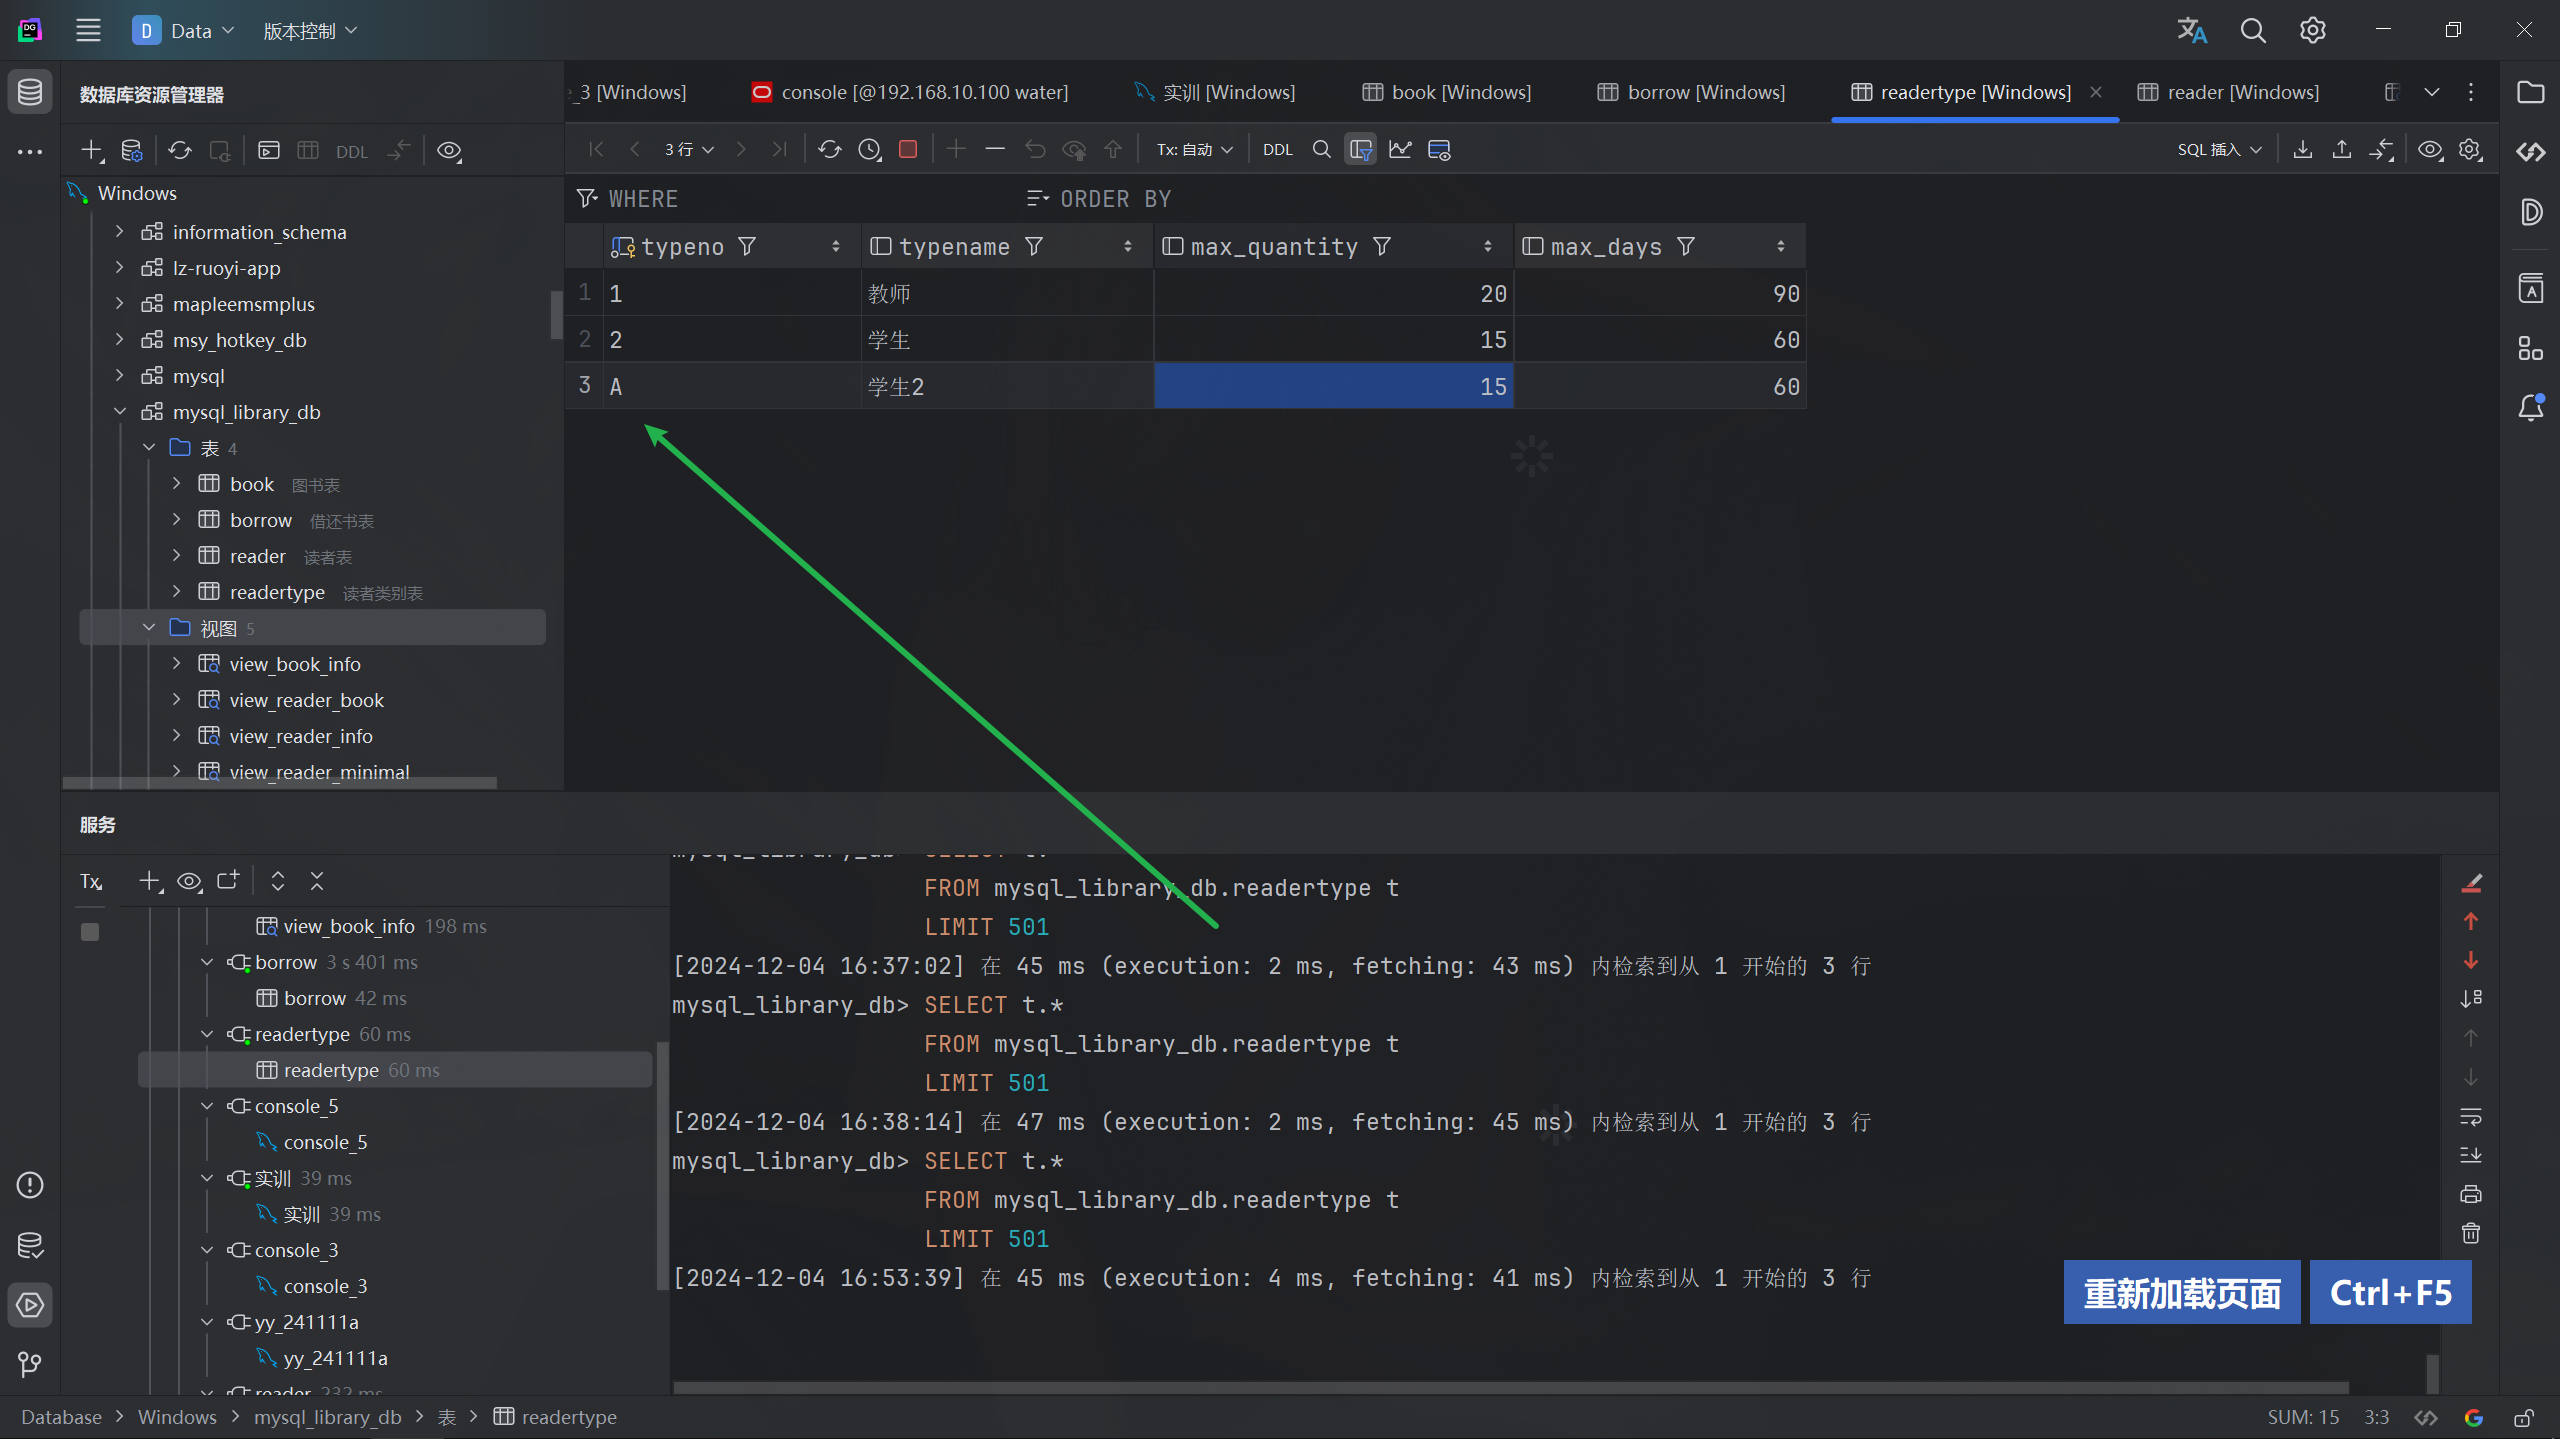 D Data 版本控制
数据库资源管理器
_3 [Windows] console [@192.168.10.100 water] 实训 [Windows] book [Windows] borrow [Windows] readertype [Windows] reader [Windows]
DDL
3 行 Tx: 自动 DDL SQL 插入
WHERE ORDER BY
typeno typename max_quantity max_days
1 1 教师 20 90
2 2 学生 15 60
3 A 学生2 15 60
Windows
information_schema
lz-ruoyi-app
mapleemsmplus
msy_hotkey_db
mysql
mysql_library_db
表 4
book 图书表
borrow 借还书表
reader 读者表
readertype 读者类别表
视图 5
view_book_info
view_reader_book
view_reader_info
view_reader_minimal
服务
Tx
view_book_info 198 ms
borrow 3 s 401 ms
borrow 42 ms
readertype 60 ms
readertype 60 ms
console_5
console_5
实训 39 ms
实训 39 ms
console_3
console_3
yy_241111a
yy_241111a
reader 232 ms
mysql_library_db> SELECT t.*
FROM mysql_library_db.readertype t
LIMIT 501
[2024-12-04 16:37:02] 在 45 ms (execution: 2 ms, fetching: 43 ms) 内检索到从 1 开始的 3 行
mysql_library_db> SELECT t.*
FROM mysql_library_db.readertype t
LIMIT 501
[2024-12-04 16:38:14] 在 47 ms (execution: 2 ms, fetching: 45 ms) 内检索到从 1 开始的 3 行
mysql_library_db> SELECT t.*
FROM mysql_library_db.readertype t
LIMIT 501
[2024-12-04 16:53:39] 在 45 ms (execution: 4 ms, fetching: 41 ms) 内检索到从 1 开始的 3 行
重新加载页面 Ctrl+F5
Database Windows mysql_library_db 表 readertype
SUM: 15 3:3